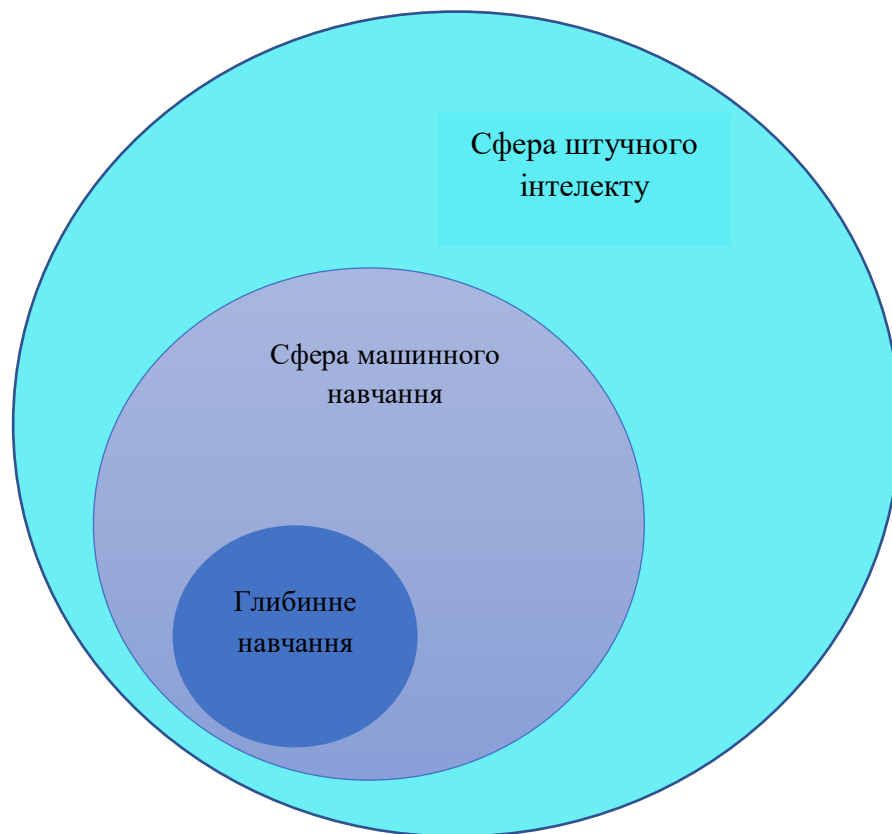 Сфера штучного
інтелекту
Сфера машинного
навчання
Глибинне
навчання